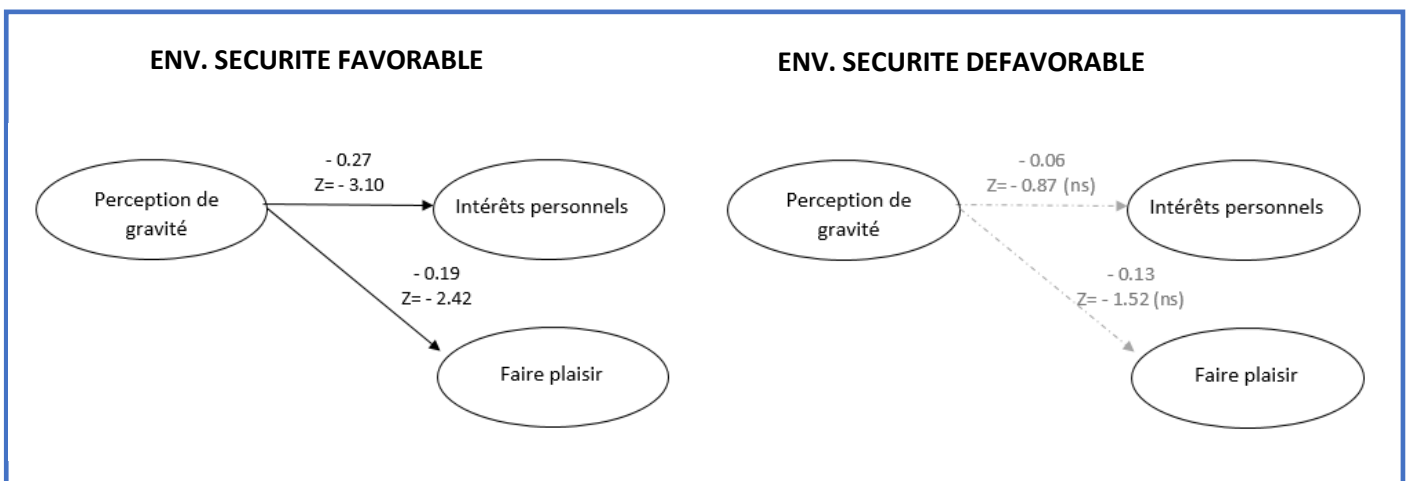 ENV. SECURITE FAVORABLE
- 0.27
Z= - 3.10
Perception de
gravité
Intérêts personnels
- 0.19
Z= - 2.42
Faire plaisir
ENV. SECURITE DEFAVORABLE
- 0.06
Z= - 0.87 (ns)
Perception de
gravité
Intérêts personnels
- 0.13
Z= - 1.52 (ns)
Faire plaisir